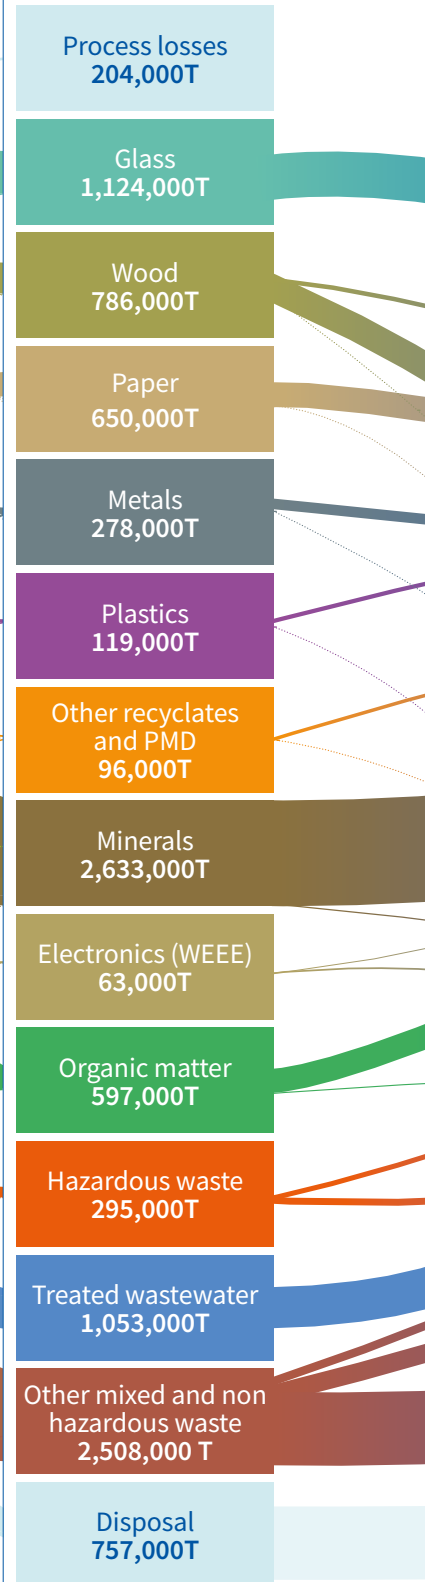 Process losses
204,000T
Glass
1,124,000T
Wood
786,000T
Paper
650,000T
Metals
278,000T
Plastics
119,000T
Other recyclates
and PMD
96,000T
Minerals
2,633,000T
Electronics (WEEE)
63,000T
Organic matter
597,000T
Hazardous waste
295,000T
Treated wastewater
1,053,000T
Other mixed and non
hazardous waste
2,508,000 T
Disposal
757,000T